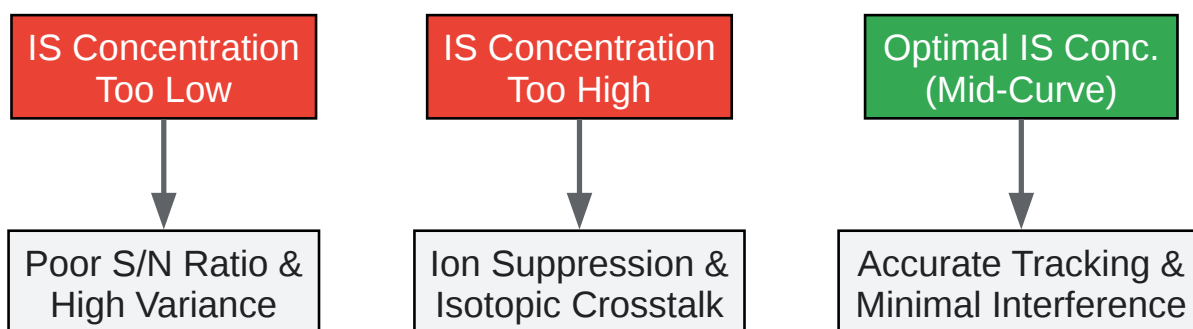 IS Concentration
Too Low
IS Concentration
Too High
Optimal IS Conc.
(Mid-Curve)
Poor S/N Ratio &
High Variance
Ion Suppression &
Isotopic Crosstalk
Accurate Tracking &
Minimal Interference